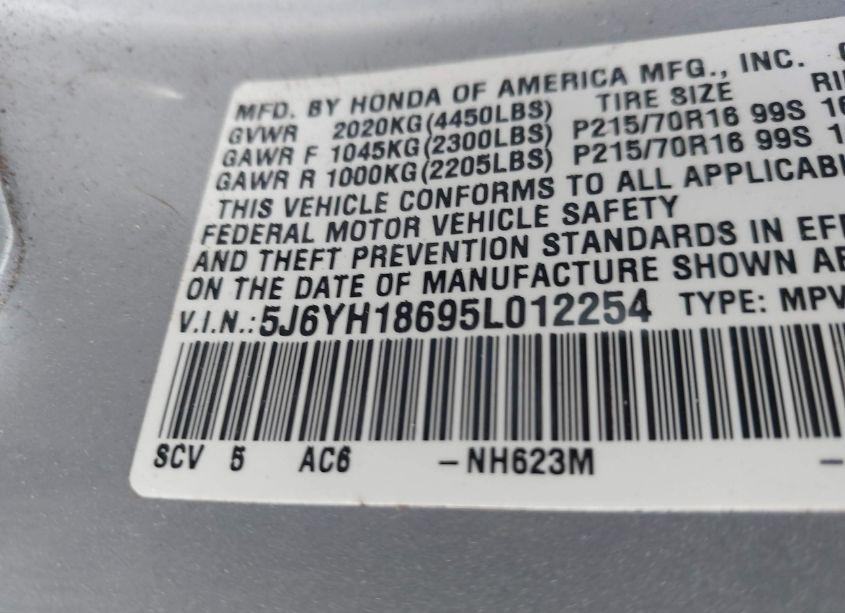 MFD. BY HONDA OF AMERICA MFG., INC.
GVWR 2020KG(4450LBS) TIRE SIZE
GAWR F 1045KG(2300LBS) P215/70R16 99S
GAWR R 1000KG(2205LBS) P215/70R16 99S
THIS VEHICLE CONFORMS TO ALL
FEDERAL MOTOR VEHICLE SAFETY
AND THEFT PREVENTION STANDARDS IN
ON THE DATE OF MANUFACTURE SHOWN
V.I.N.:5J6YH18695L012254 TYPE: MPV
SCV 5 AC6 -NH623M -